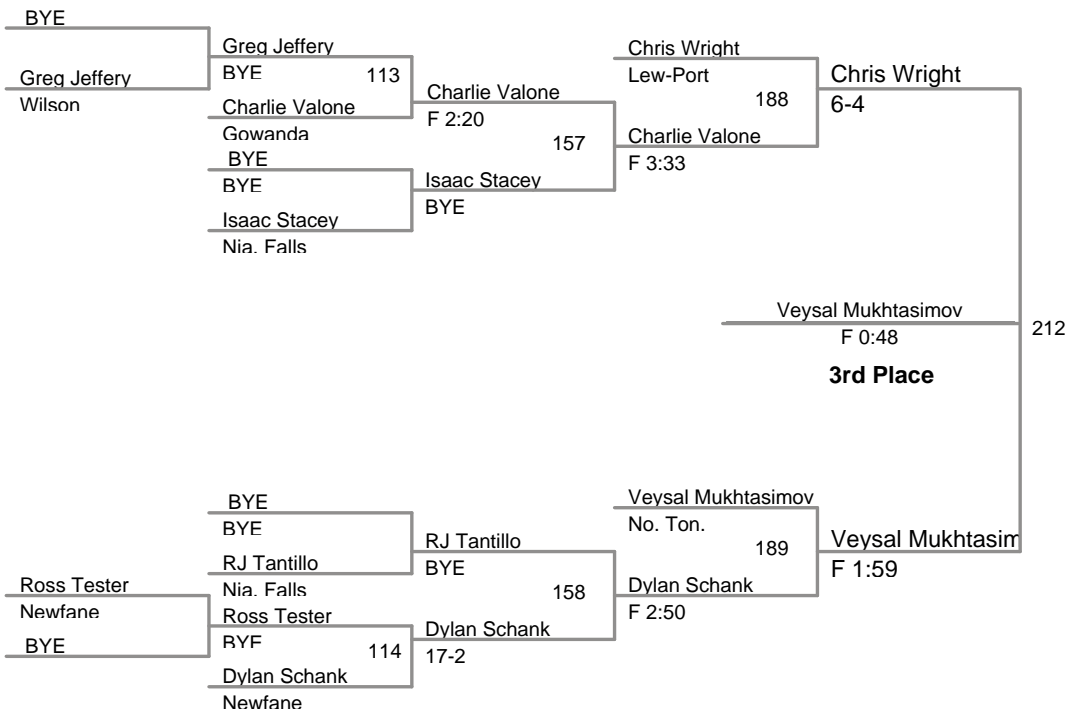 BYE
Greg Jeffery
Wilson
Greg Jeffery
BYE
113
Charlie Valone
Gowanda
BYE
BYE
Isaac Stacey
Nia. Falls
Charlie Valone
F 2:20
157
Isaac Stacey
BYE
Chris Wright
Lew-Port
188
Charlie Valone
F 3:33
Chris Wright
6-4
Veysal Mukhtasimov
F 0:48
3rd Place
212
BYE
BYE
RJ Tantillo
Nia. Falls
Ross Tester
Newfane
BYE
Ross Tester
BYE
114
Dylan Schank
Newfane
RJ Tantillo
BYE
158
Dylan Schank
17-2
Veysal Mukhtasimov
No. Ton.
189
Dylan Schank
F 2:50
Veysal Mukhtasim
F 1:59